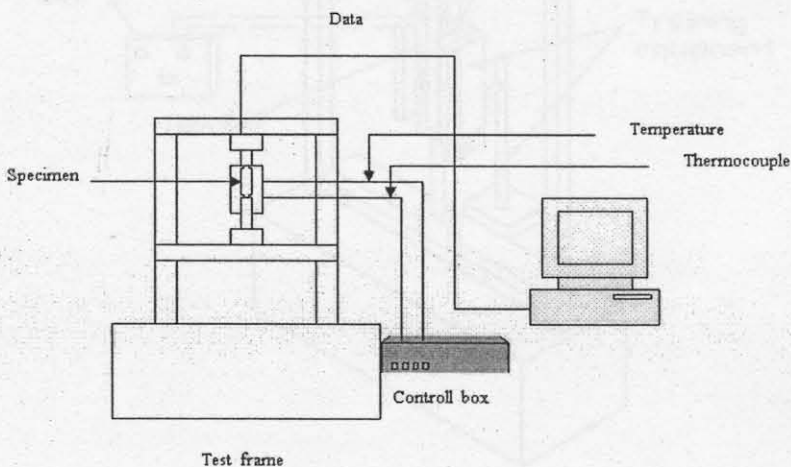 Data
Temperature
Thermocouple
Specimen
Controll box
Test frame